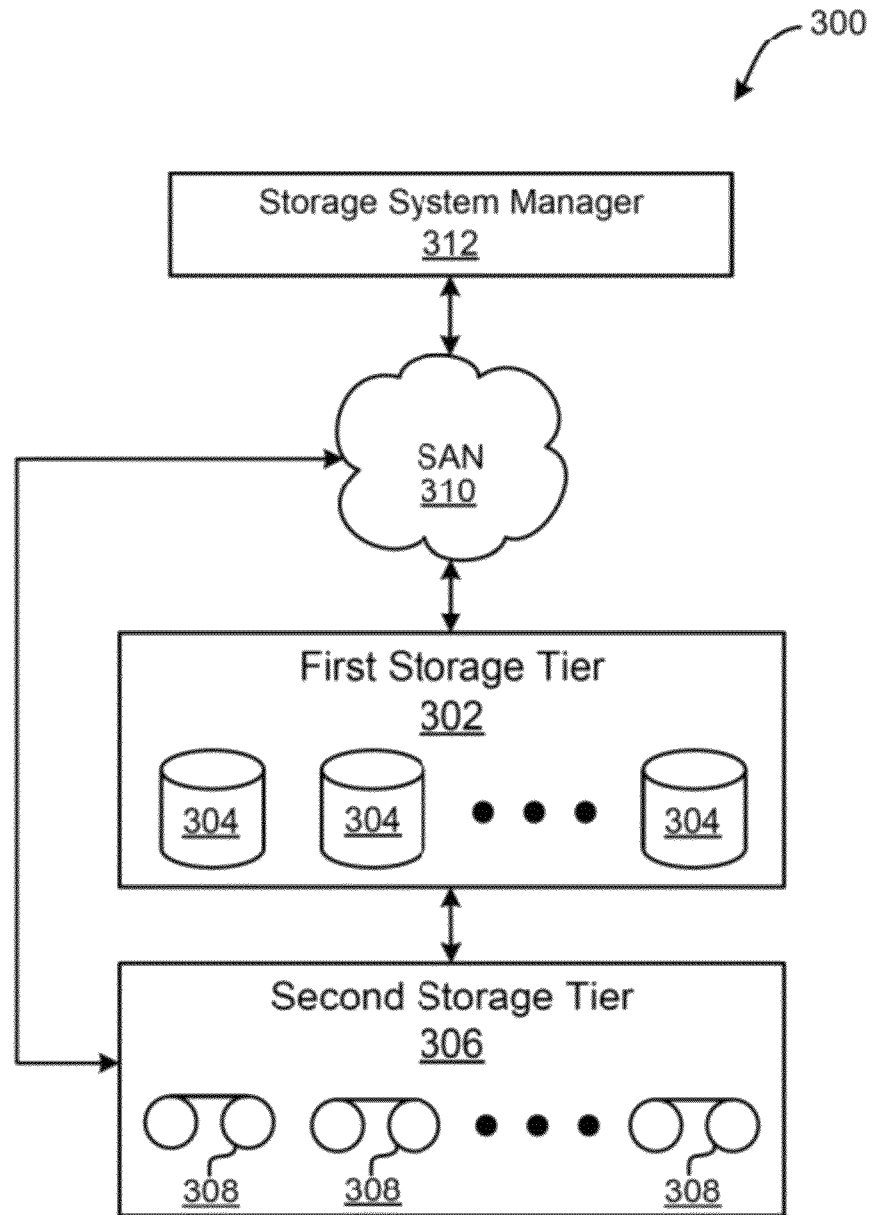 300
Storage System Manager
312
SAN
310
First Storage Tier
302
304 304 304
Second Storage Tier
306
308 308 308